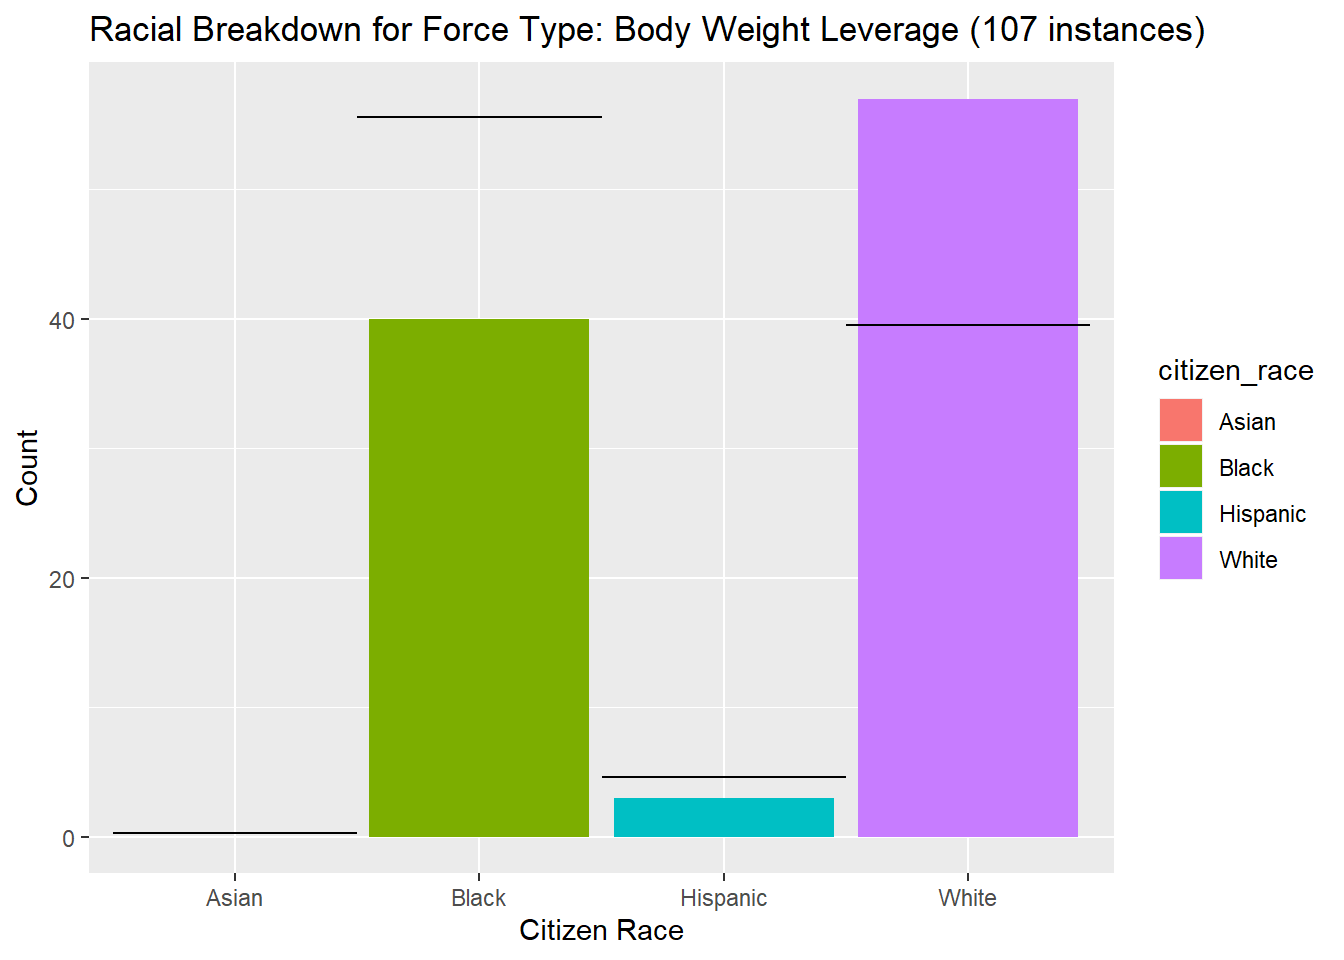 Racial Breakdown for Force Type: Body Weight Leverage (107 instances)
Count
40
20
0
Asian
Black
Hispanic
White
Citizen Race
citizen_race
Asian
Black
Hispanic
White